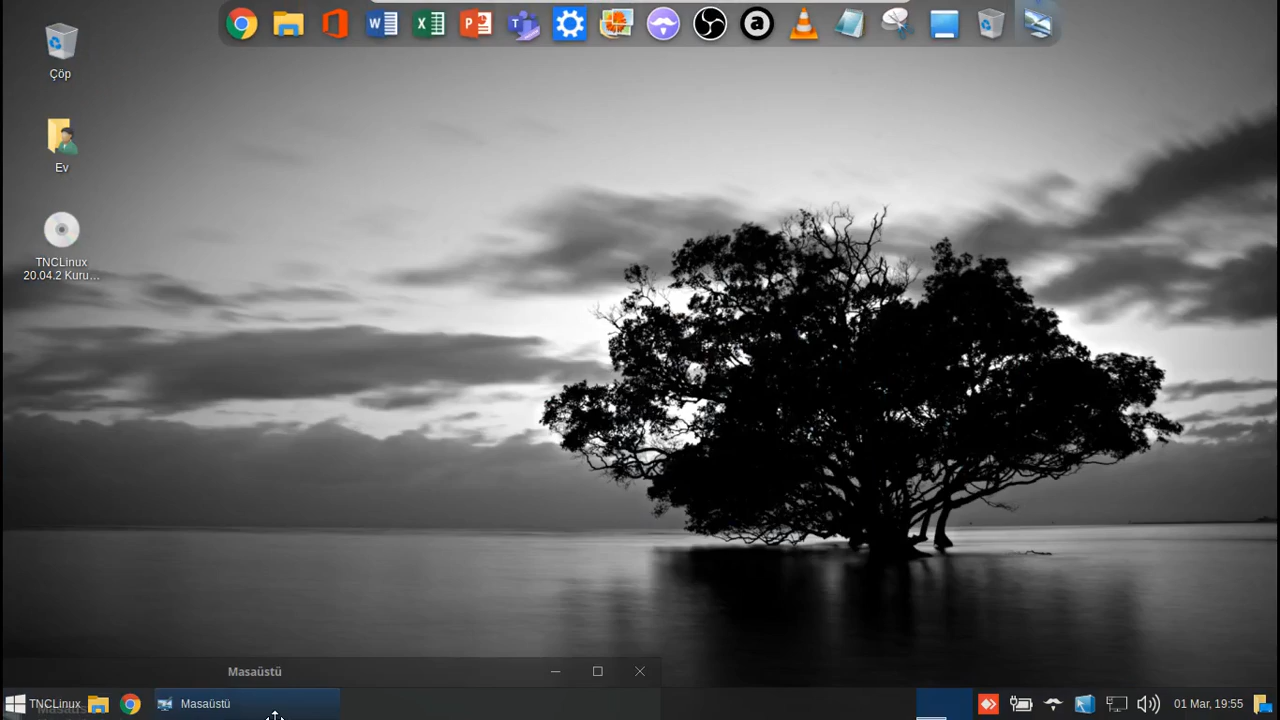 Çöp
Ev
TNCLinux
20.04.2 Kuru...
Masaüstü
TNCLinux
Masaüstü
01 Mar, 19:55